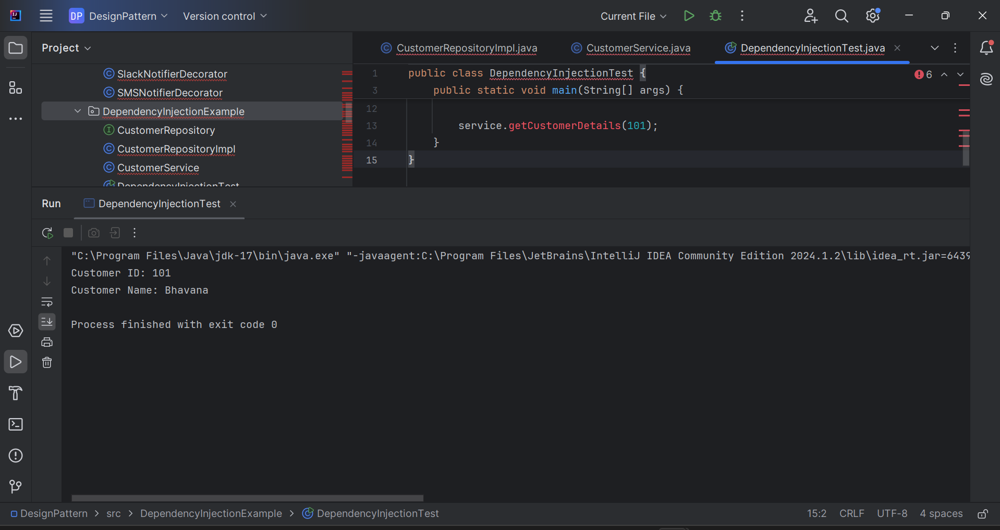 DP DesignPattern Version control Current File
Project
CustomerRepositoryImpl.java CustomerService.java DependencyInjectionTest.java
SlackNotifierDecorator
SMSNotifierDecorator
DependencyInjectionExample
CustomerRepository
CustomerRepositoryImpl
CustomerService
DependencyInjectionTest
1 public class DependencyInjectionTest { 6
3 public static void main(String[] args) {
12
13 service.getCustomerDetails(101);
14 }
15 }
Run DependencyInjectionTest
"C:\Program Files\Java\jdk-17\bin\java.exe" "-javaagent:C:\Program Files\JetBrains\IntelliJ IDEA Community Edition 2024.1.2\lib\idea_rt.jar=6439
Customer ID: 101
Customer Name: Bhavana
Process finished with exit code 0
DesignPattern > src > DependencyInjectionExample > DependencyInjectionTest 15:2 CRLF UTF-8 4 spaces